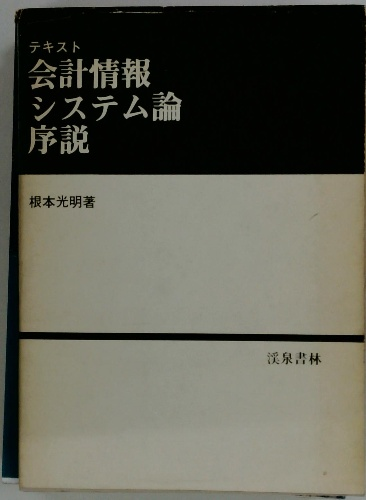 テキスト
会計情報
システム論
序説
根本光明著
渓泉書林